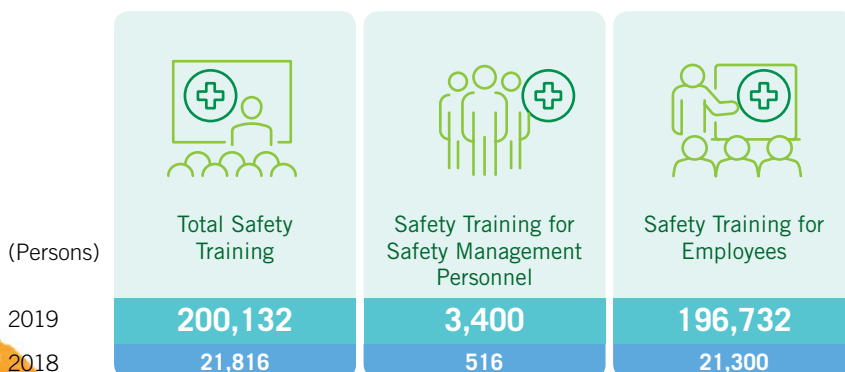 Total Safety
Training
Safety Training for
Safety Management
Personnel
Safety Training for
Employees
(Persons)
2019 200,132 3,400 196,732
2018 21,816 516 21,300